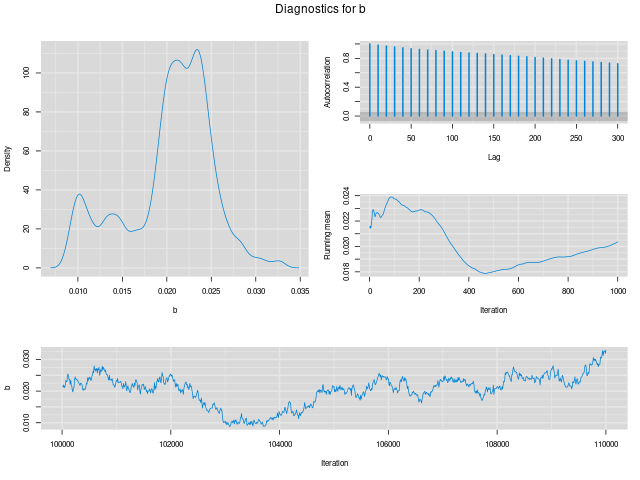 Diagnostics for b
Density
0 20 40 60 80 100
0.010 0.015 0.020 0.025 0.030 0.035
b
Autocorrelation
0.0 0.4 0.8
0 50 100 150 200 250 300
Lag
Running mean
0.018 0.020 0.022 0.024
0 200 400 600 800 1000
Iteration
b
0.010 0.020 0.030
100000 102000 104000 106000 108000 110000
Iteration